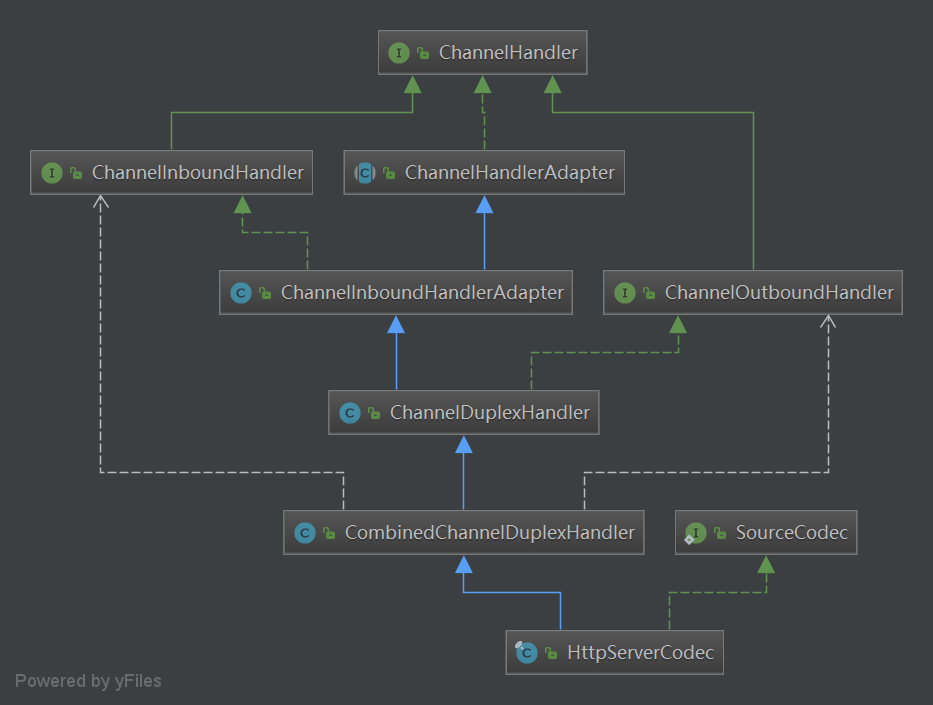 ChannelHandler
ChannelInboundHandler
ChannelHandlerAdapter
ChannelInboundHandlerAdapter
ChannelOutboundHandler
ChannelDuplexHandler
CombinedChannelDuplexHandler
SourceCodec
HttpServerCodec
Powered by yFiles